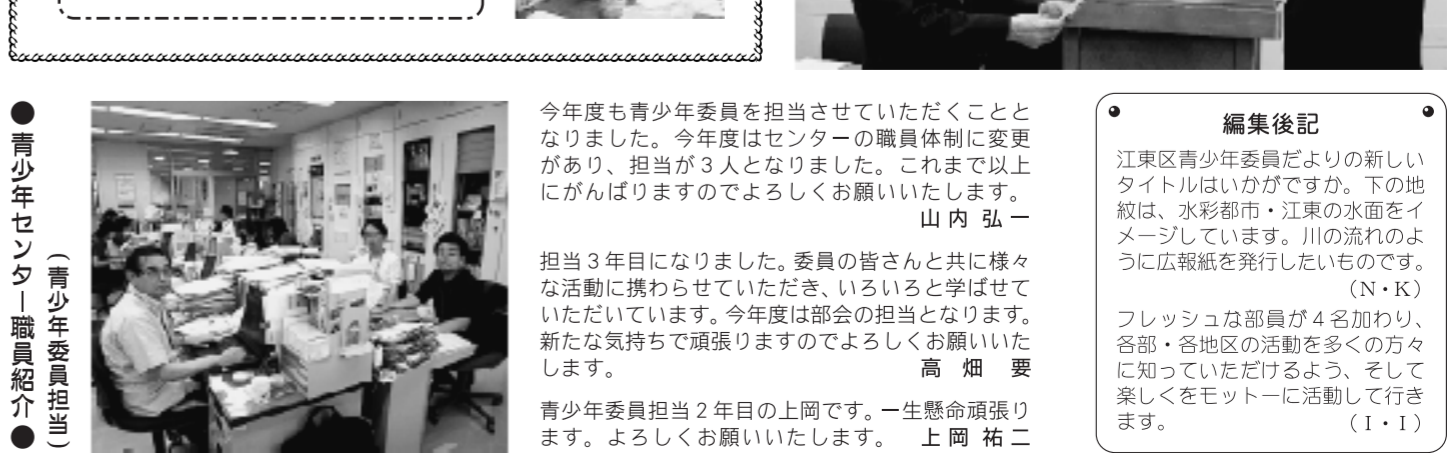 ●青少年センター職員紹介●
（青少年委員担当）
今年度も青少年委員を担当させていただくことと
なりました。今年度はセンターの職員体制に変更
があり、担当が３人となりました。これまで以上
にがんばりますのでよろしくお願いいたします。
山内 弘一
担当３年目になりました。委員の皆さんと共に様々
な活動に携わらせていただき、いろいろと学ばせて
いただいています。今年度は部会の担当となります。
新たな気持ちで頑張りますのでよろしくお願いいた
します。 高畑 要
青少年委員担当２年目の上岡です。一生懸命頑張り
ます。よろしくお願いいたします。 上岡 祐二
編集後記
江東区青少年委員だよりの新しい
タイトルはいかがですか。下の地
紋は、水彩都市・江東の水面をイ
メージしています。川の流れのよ
うに広報紙を発行したいものです。
（N・K）
フレッシュな部員が４名加わり、
各部・各地区の活動を多くの方々
に知っていただけるよう、そして
楽しくをモットーに活動して行き
ます。 （I・I）